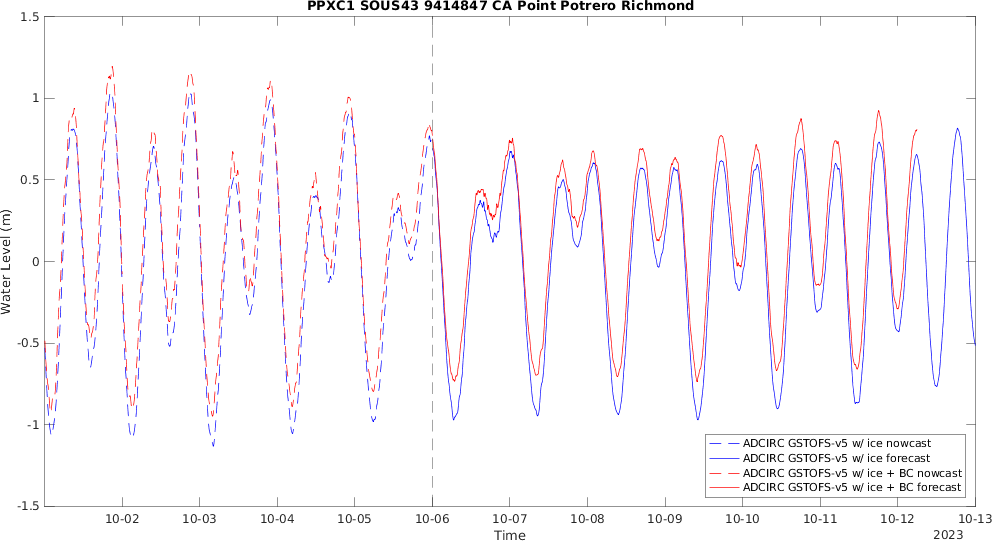 PPXC1 SOUS43 9414847 CA Point Potrero Richmond
1.5
1
0.5
0
-0.5
-1
-1.5
Water Level (m)
10-02 10-03 10-04 10-05 10-06 10-07 10-08 10-09 10-10 10-11 10-12 10-13
Time
2023
ADCIRC GSTOFS-v5 w/ ice nowcast
ADCIRC GSTOFS-v5 w/ ice forecast
ADCIRC GSTOFS-v5 w/ ice + BC nowcast
ADCIRC GSTOFS-v5 w/ ice + BC forecast